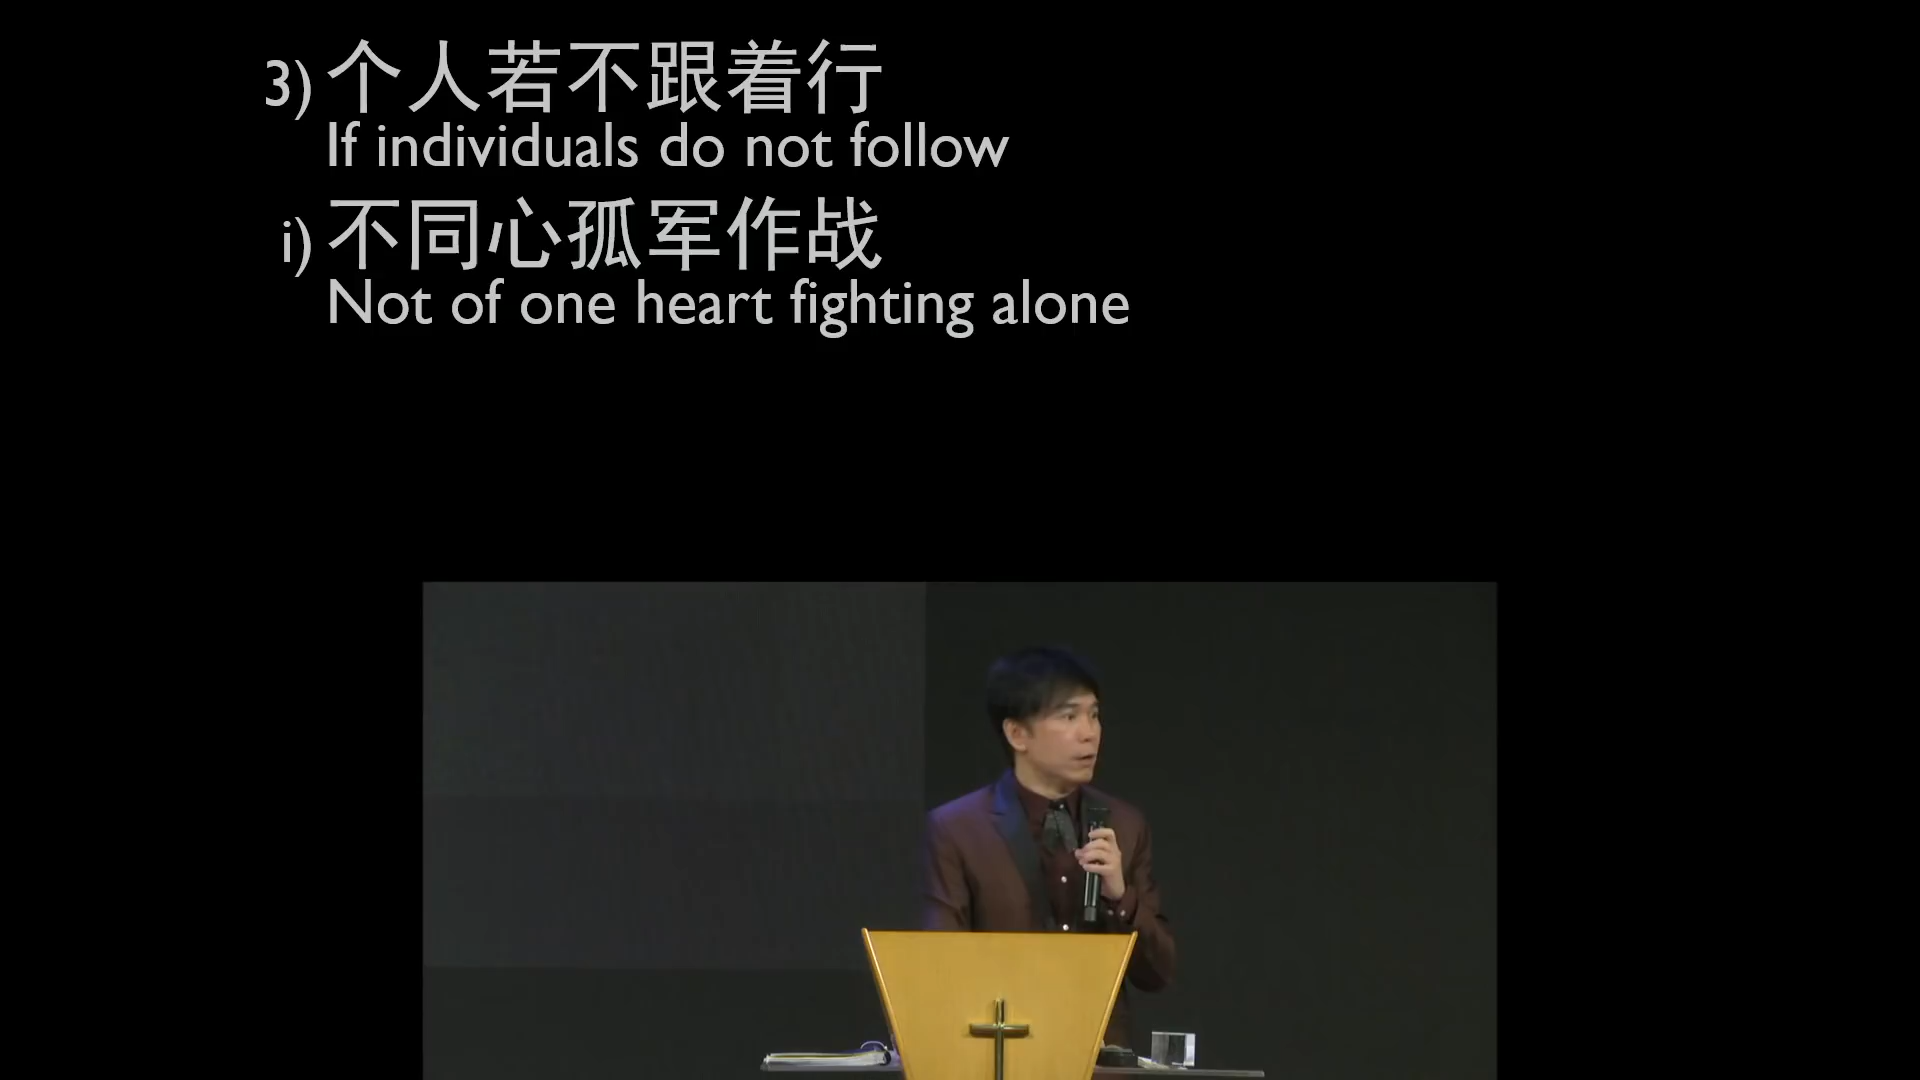 3) 个人若不跟着行
If individuals do not follow
i) 不同心孤军作战
Not of one heart fighting alone